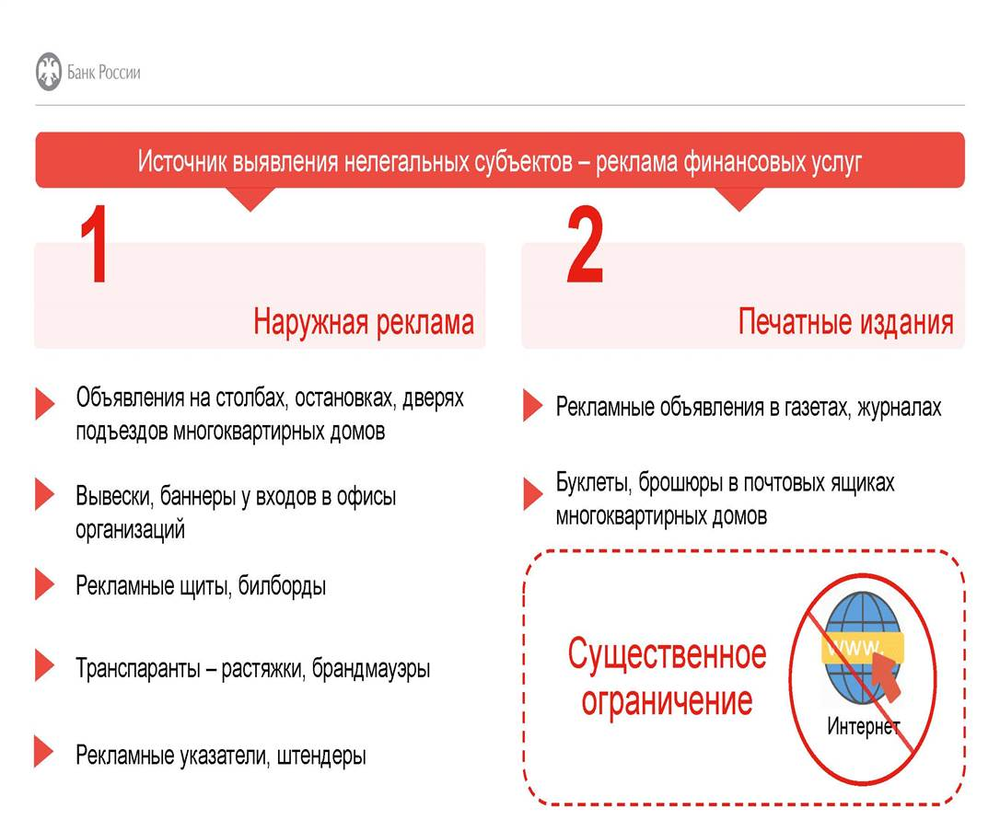 Банк России
Источник выявления нелегальных субъектов – реклама финансовых услуг
1
Наружная реклама
Объявления на столбах, остановках, дверях
подъездов многоквартирных домов
Вывески, баннеры у входов в офисы
организаций
Рекламные щиты, билборды
Транспаранты – растяжки, брандмауэры
Рекламные указатели, штендеры
2
Печатные издания
Рекламные объявления в газетах, журналах
Буклеты, брошюры в почтовых ящиках
многоквартирных домов
Существенное
ограничение
www.
Интернет